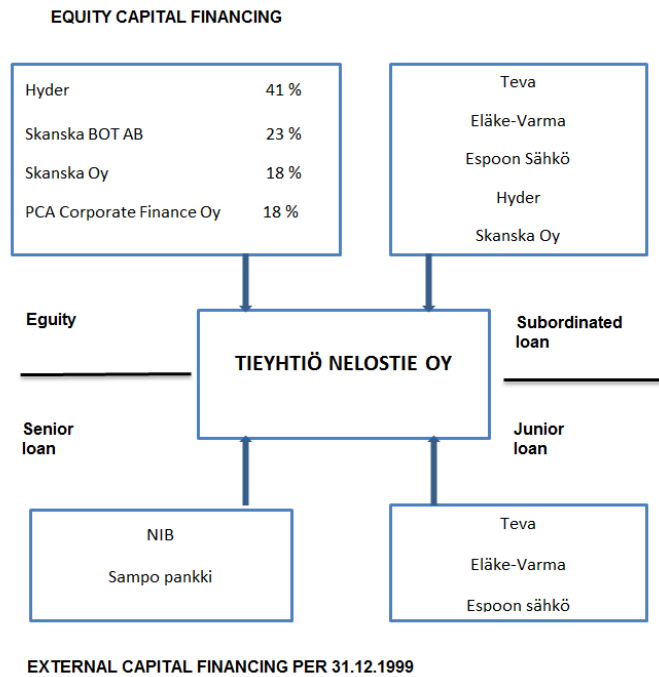 EQUITY CAPITAL FINANCING
Hyder 41 %
Skanska BOT AB 23 %
Skanska Oy 18 %
PCA Corporate Finance Oy 18 %
Teva
Eläke-Varma
Espoon Sähkö
Hyder
Skanska Oy
Eguity
Subordinated
loan
TIEYHTIÖ NELOSTIE OY
Senior
loan
Junior
loan
NIB
Sampo pankki
Teva
Eläke-Varma
Espoon sähkö
EXTERNAL CAPITAL FINANCING PER 31.12.1999